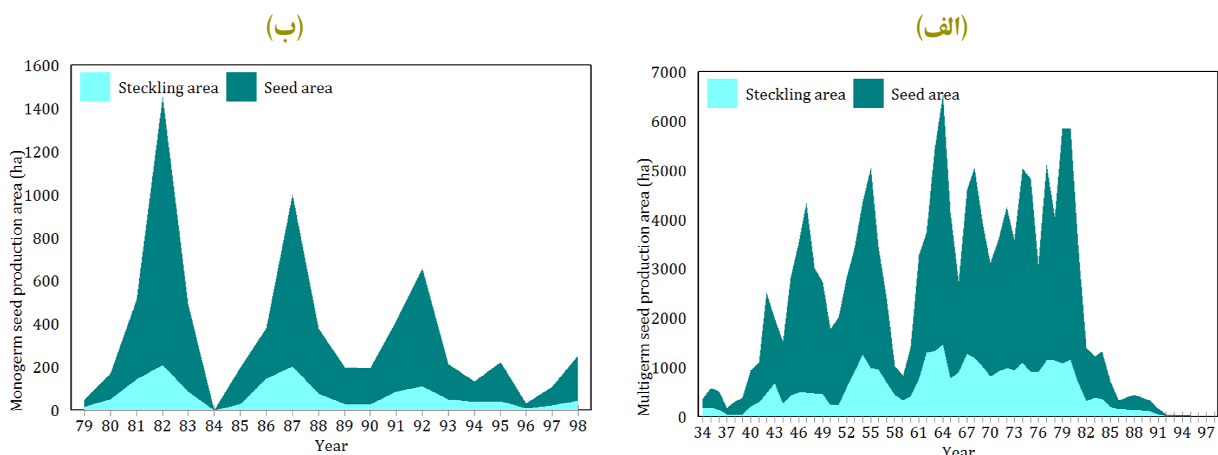 (ب)
Monogerm seed production area (ha)
1600
1400
1200
1000
800
600
400
200
0
Steckling area
Seed area
79 80 81 82 83 84 85 86 87 88 89 90 91 92 93 94 95 96 97 98
Year
(الف)
Multigerm seed production area (ha)
7000
6000
5000
4000
3000
2000
1000
0
Steckling area
Seed area
34 37 40 43 46 49 52 55 58 61 64 67 70 73 76 79 82 85 88 91 94 97
Year